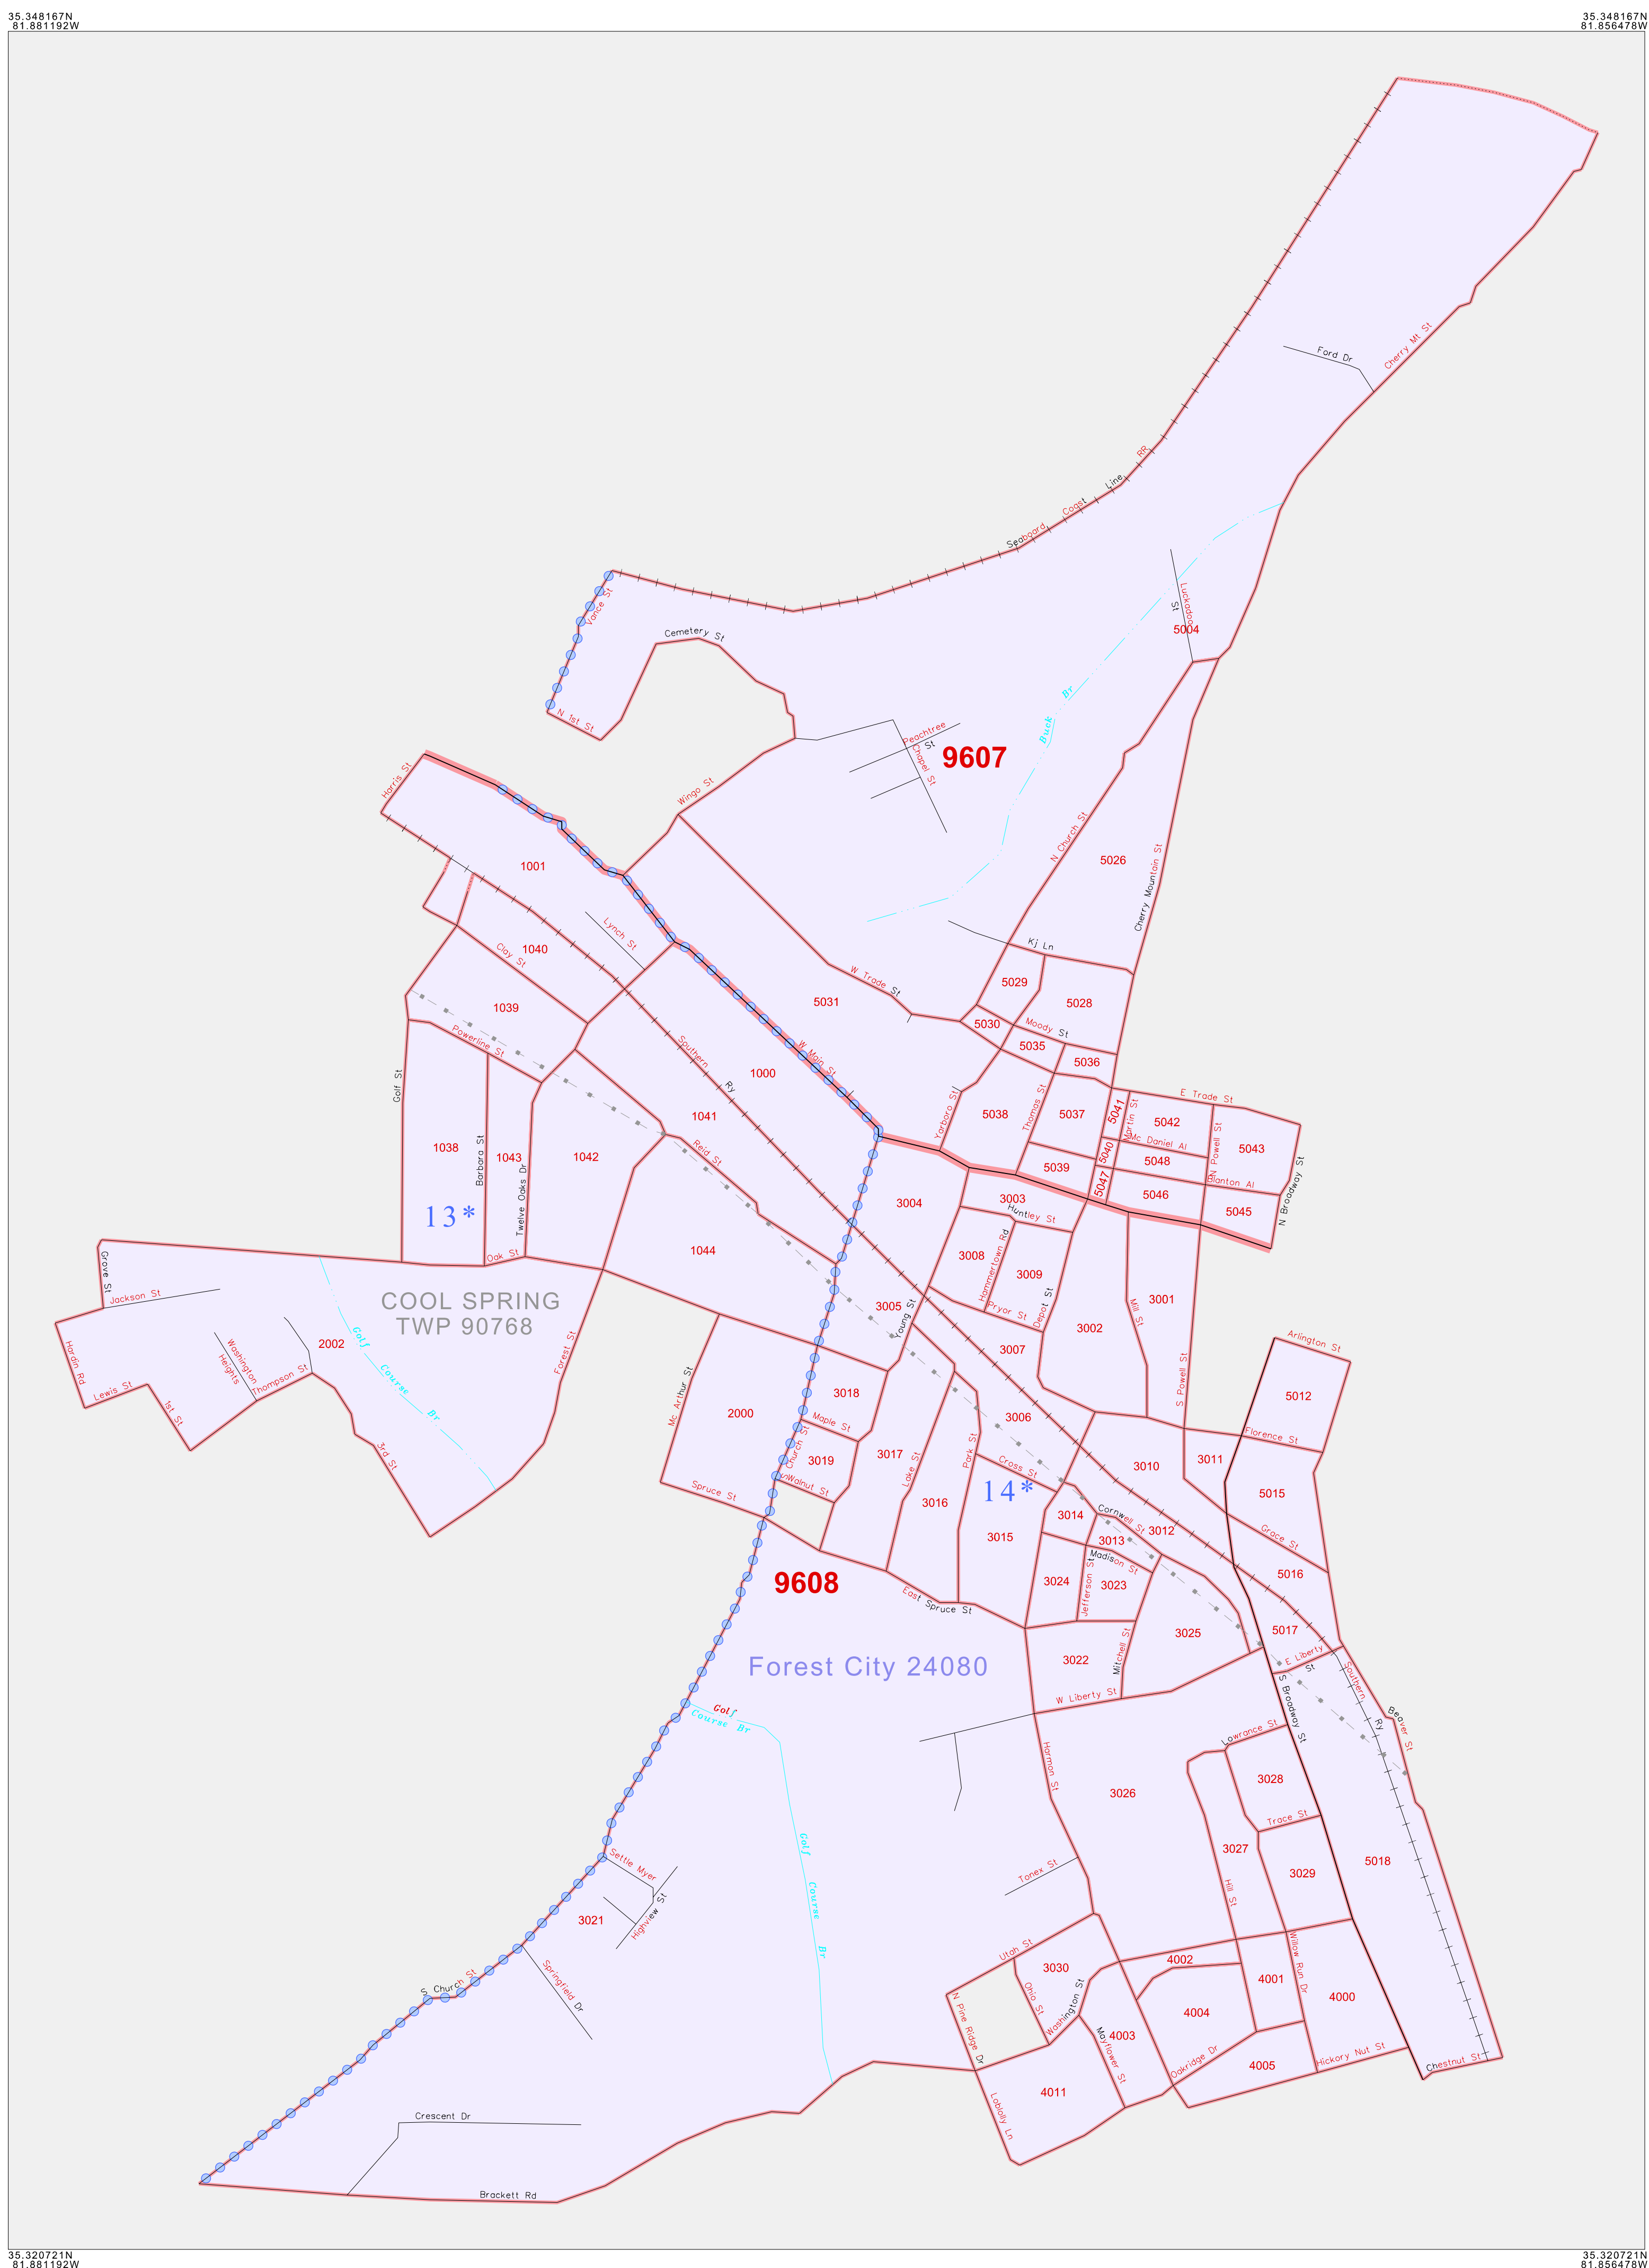 35.348167N
81.881192W
35.348167N
81.856478W
Cherry Mt St
Ford Dr
Seaboard Coast Line RR
Luckadoo St
5004
Vance St
Cemetery St
N 1st St
Buck Br
Peachtree St
Chapel St
9607
Harris St
Wingo St
N Church St
5026
Cherry Mountain St
1001
Lynch St
Kj Ln
1040
Clay St
W Trade St
5029
5028
5031
1039
5030
Moody St
Powerline St
Southern Ry
W Main St
5035
5036
1000
Golf St
Yarboro St
Thomas St
5038
5037
5041
Martin St
E Trade St
5042
1041
Reid St
Mc Daniel Al
N Powell St
5043
1038
Barbara St
1043
1042
Twelve Oaks Dr
5040
5048
5039
5047
Blanton Al
5046
5045
N Broadway St
3004
3003
Huntley St
13*
1044
Oak St
3008
Hammertown Rd
3009
Grove St
Jackson St
COOL SPRING
TWP 90768
3005
Young St
Pryor St
Depot St
3002
Mill St
3001
2002
Golf Course Br
Hardin Rd
Washington Heights
Thompson St
Forest St
3007
S Powell St
Arlington St
Lewis St
1st St
Mc Arthur St
3018
5012
2000
Maple St
3006
Florence St
3rd St
S Church St
3019
3017
Lake St
Park St
Cross St
3010
3011
Walnut St
3016
14*
5015
Spruce St
3014
Cornwell St
3012
3015
3013
Madison St
Grace St
5016
9608
3024
Jefferson St
3023
East Spruce St
5017
3025
3022
Mitchell St
E Liberty St
Forest City 24080
W Liberty St
S Broadway St
Southern Ry
Beaver St
Golf Course Br
Lowrance St
Harmon St
3028
3026
Trace St
Golf Course Br
Settle Myer
3027
5018
Tonex St
3029
Hill St
3021
Highview St
Utah St
Willow Run Dr
4002
3030
Springfield Dr
S Church St
Ohio St
4001
4000
N Pine Ridge Dr
Washington St
4004
4003
Mayflower St
Oakridge Dr
4005
Hickory Nut St
Chestnut St
4011
Loblolly Ln
Crescent Dr
Brackett Rd
35.320721N
81.881192W
35.320721N
81.856478W